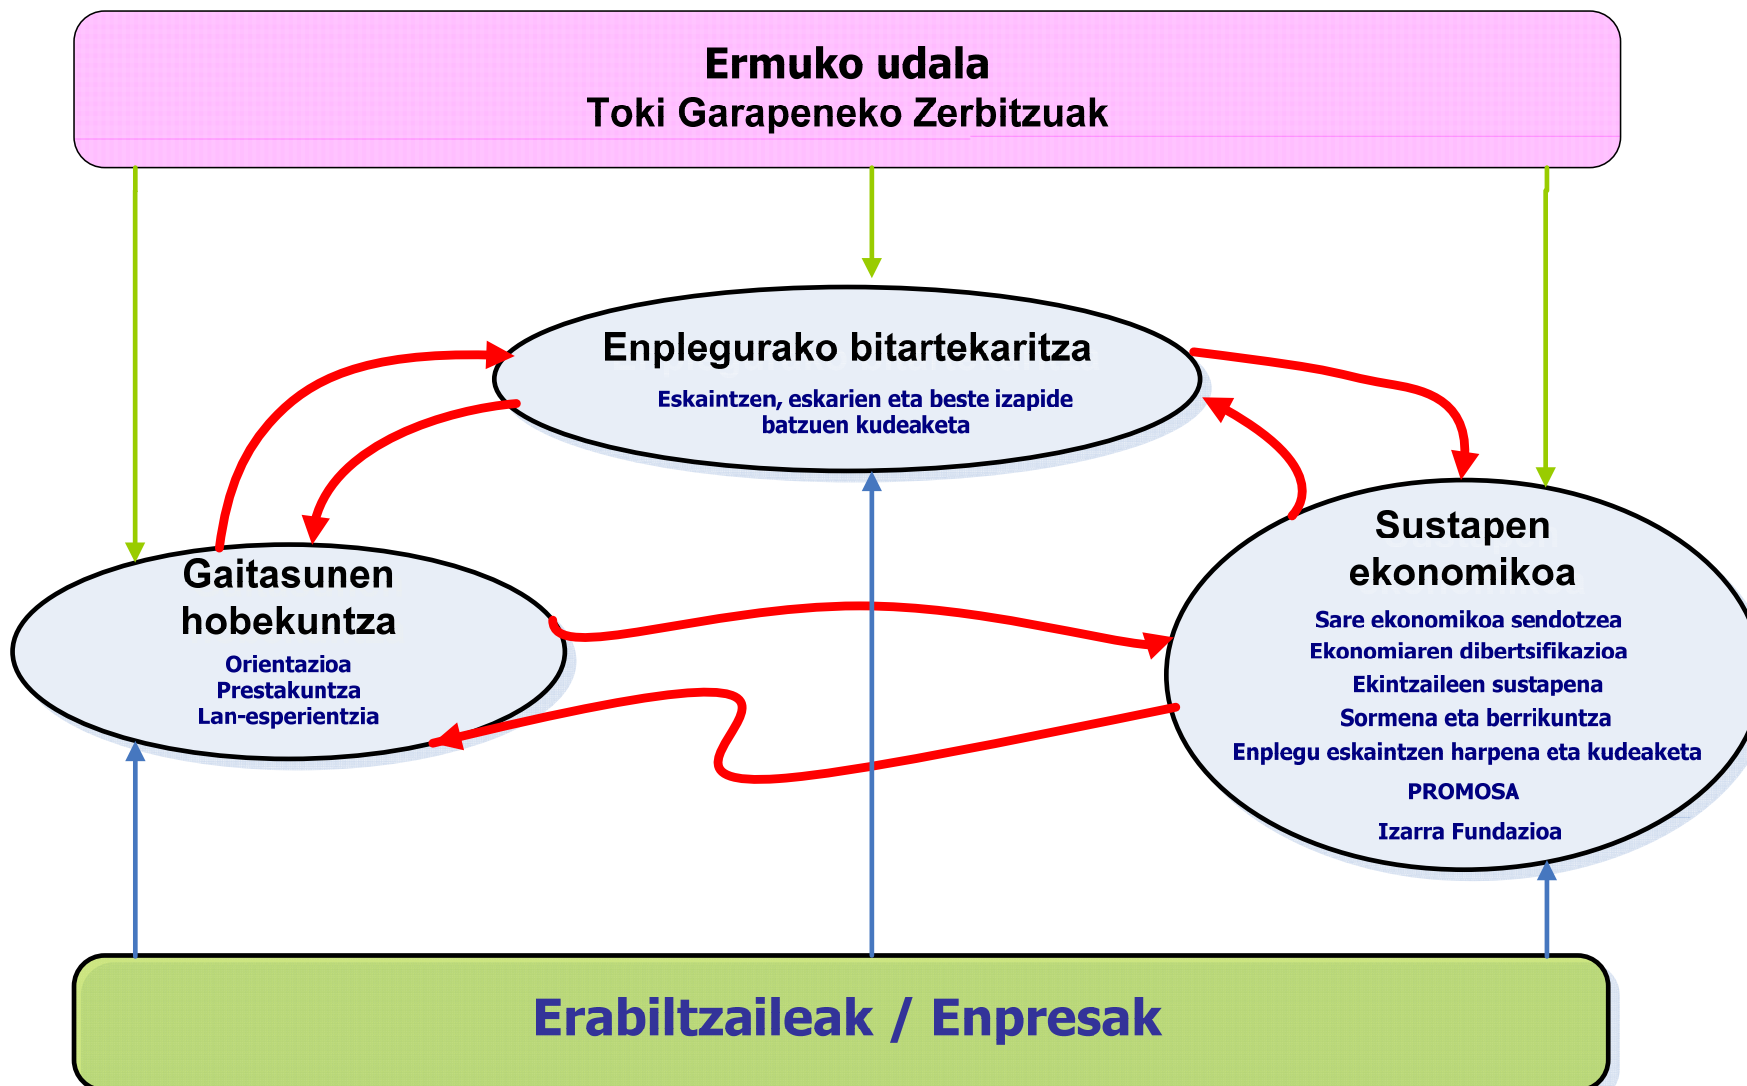 Ermuko udala
Toki Garapeneko Zerbitzuak
Enplegurako bitartekaritza
Eskaintzen, eskarien eta beste izapide
batzuen kudeaketa
Gaitasunen
hobekuntza
Orientazioa
Prestakuntza
Lan-esperientzia
Sustapen
ekonomikoa
Sare ekonomikoa sendotzea
Ekonomiaren dibertsifikazioa
Ekintzaileen sustapena
Sormena eta berrikuntza
Enplegu eskaintzen harpena eta kudeaketa
PROMOSA
Izarra Fundazioa
Erabiltzaileak / Enpresak